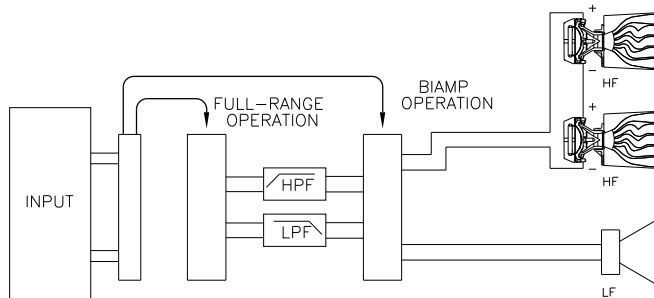 BIAMP
OPERATION
FULL-RANGE
OPERATION
INPUT
HPF
LPF
+
−
HF
+
−
HF
LF